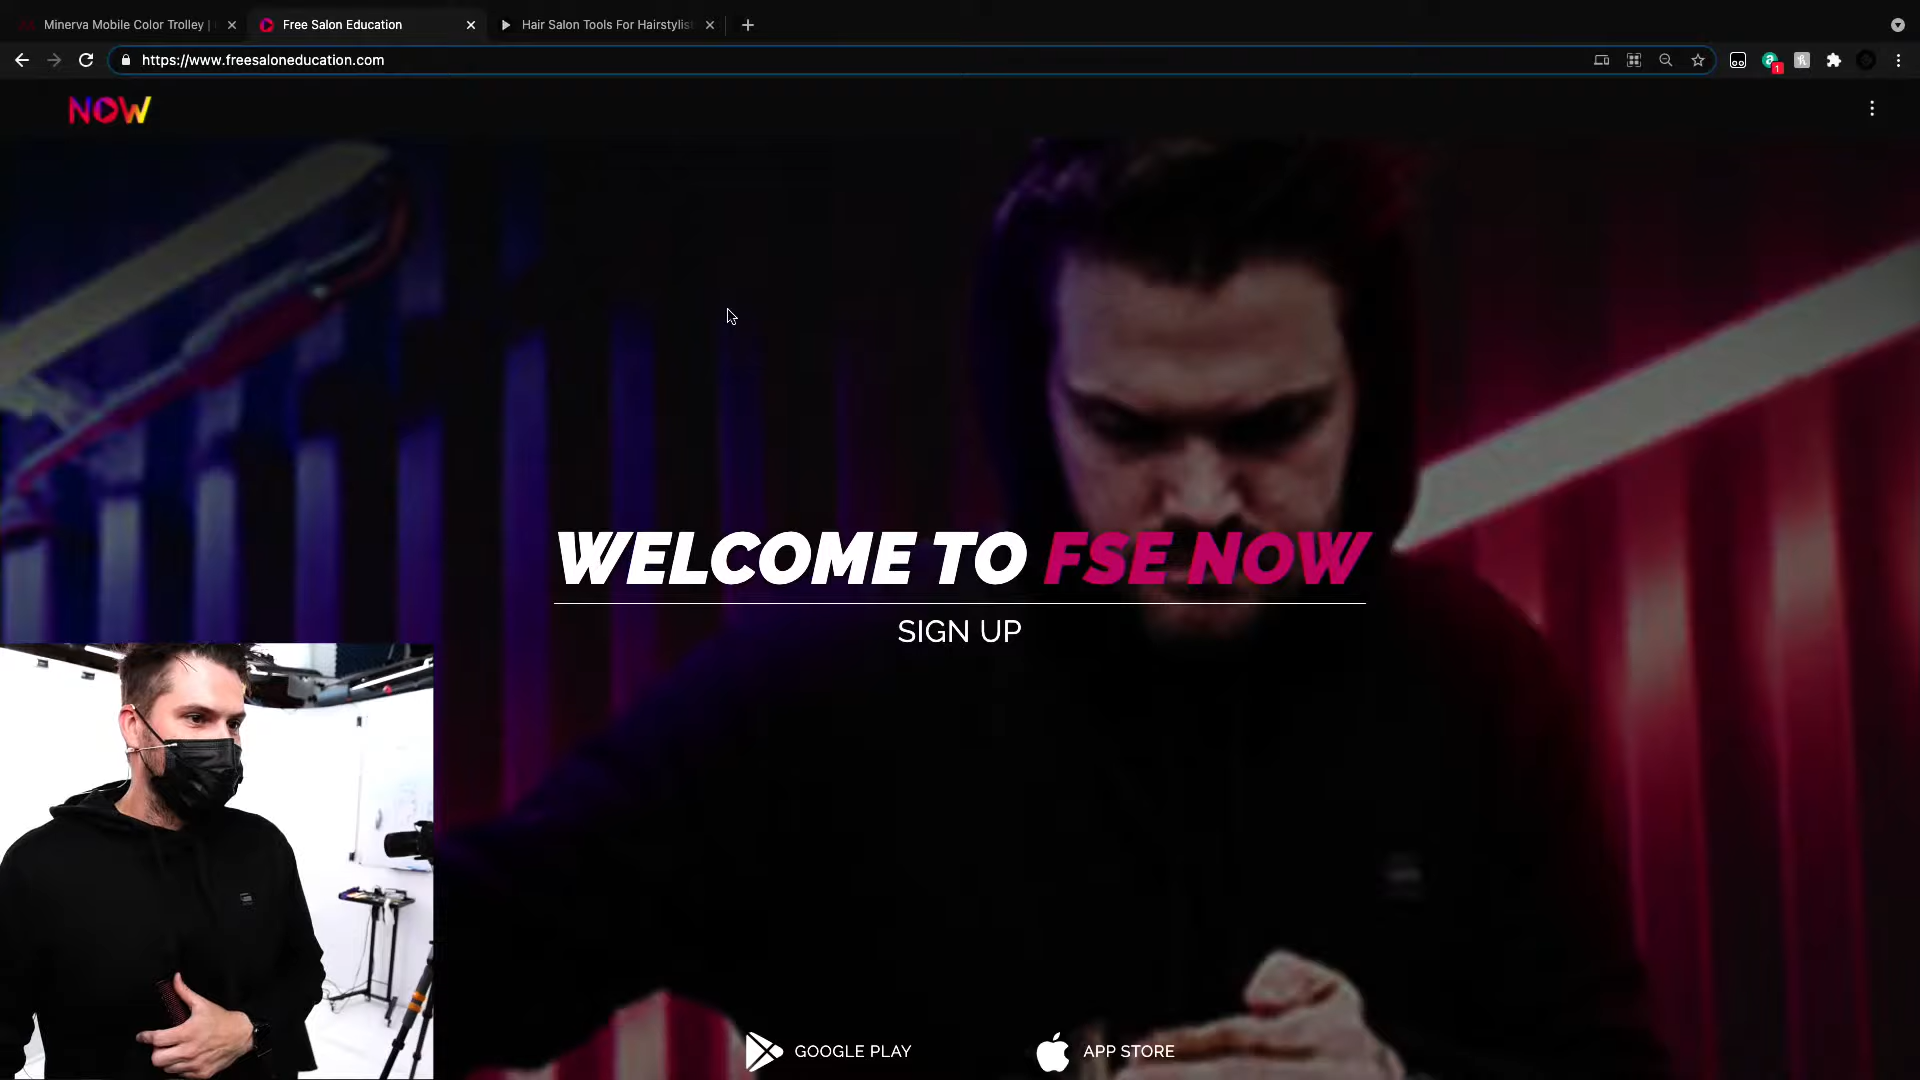 Minerva Mobile Color Trolley |
Free Salon Education
Hair Salon Tools For Hairstylis
https://www.freesaloneducation.com
1
NOW
WELCOME TO FSE NOW
SIGN UP
GOOGLE PLAY
APP STORE